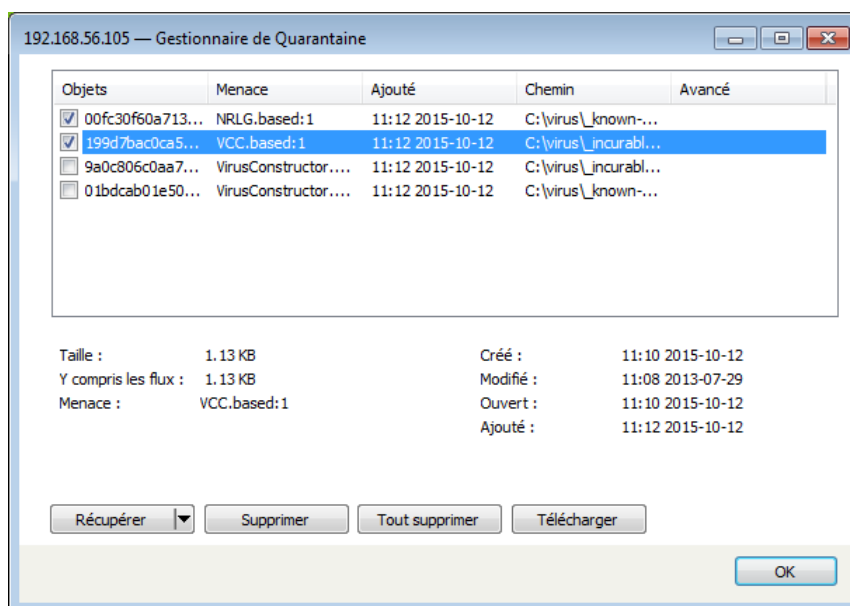 192.168.56.105 — Gestionnaire de Quarantaine
Objets Menace Ajouté Chemin Avancé
00fc30f60a713... NRLG.based:1 11:12 2015-10-12 C:\virus\_known-...
199d7bac0ca5... VCC.based:1 11:12 2015-10-12 C:\virus\_incurabl...
9a0c806c0aa7... VirusConstructor.... 11:12 2015-10-12 C:\virus\_incurabl...
01bdcab01e50... VirusConstructor.... 11:12 2015-10-12 C:\virus\_known-...
Taille : 1.13 KB Créé : 11:10 2015-10-12
Y compris les flux : 1.13 KB Modifié : 11:08 2013-07-29
Menace : VCC.based:1 Ouvert : 11:10 2015-10-12
Ajouté : 11:12 2015-10-12
Récupérer Supprimer Tout supprimer Télécharger
OK